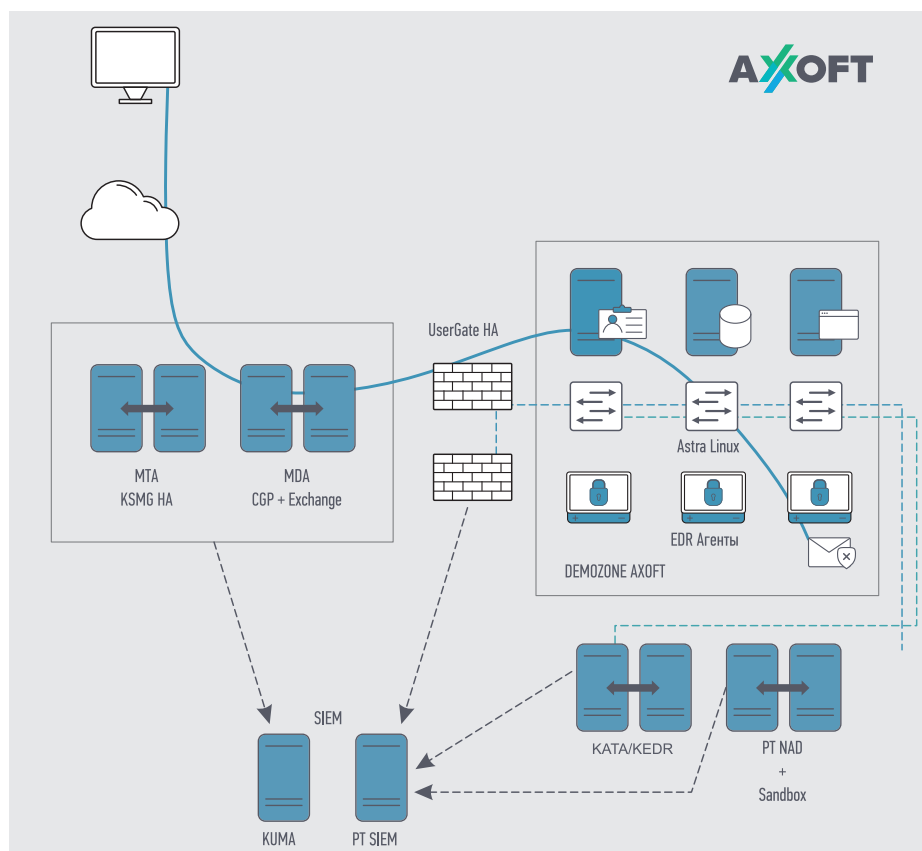 AXOFT
UserGate HA
MTA
KSMG HA
MDA
CGP + Exchange
Astra Linux
EDR Агенты
DEMOZONE AXOFT
SIEM
KUMA
PT SIEM
KATA/KEDR
PT NAD
+
Sandbox